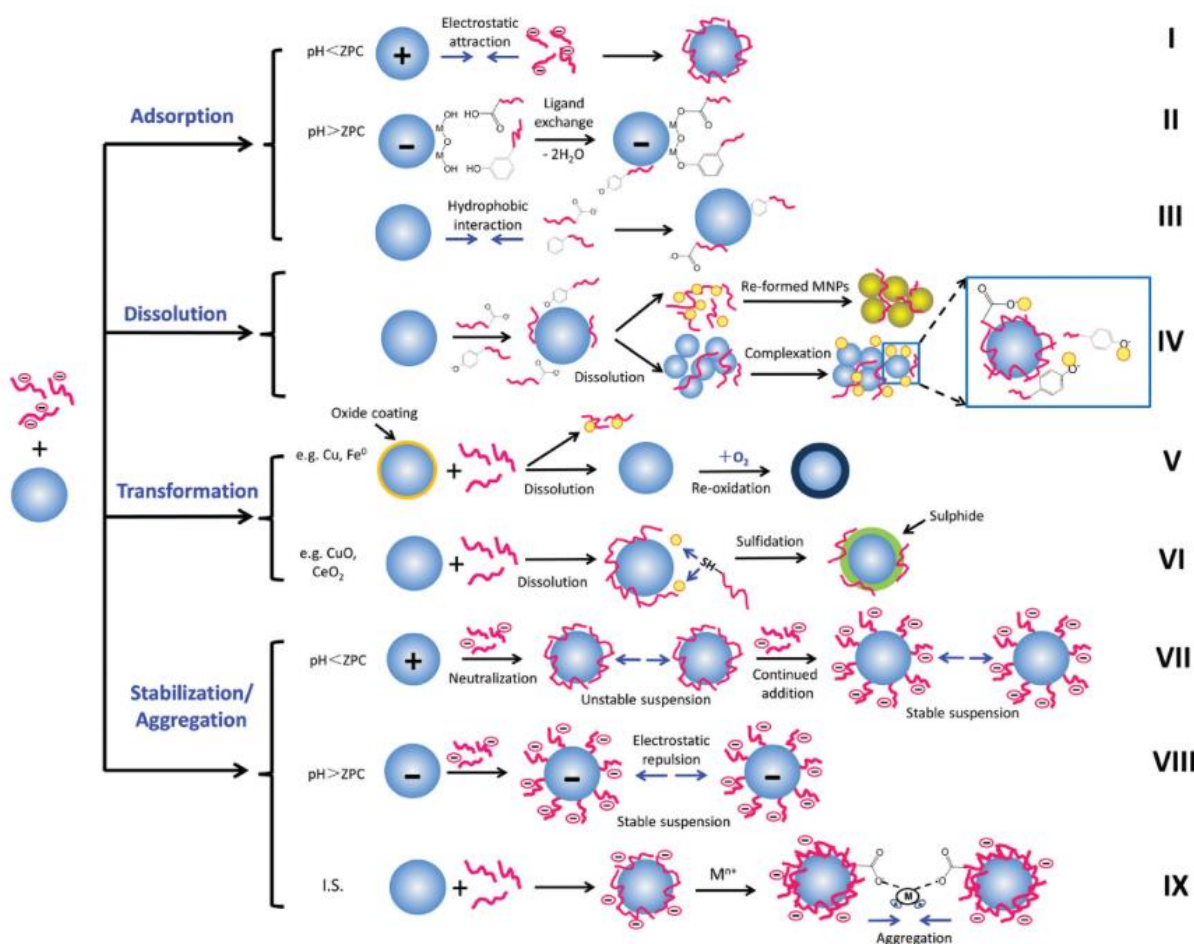 Adsorption
pH<ZPC
+
Electrostatic
attraction
I
pH>ZPC
−
OH
M
O
M
OH
HO
O
HO
Ligand
exchange
- 2H₂O
−
M
O
M
O
O
O
II
Hydrophobic
interaction
O
O⁻
O
O⁻
III
Dissolution
O
O⁻
O
O⁻
Dissolution
Re-formed MNPs
Complexation
O
O
O⁻
O⁻
IV
+
Transformation
Oxide coating
e.g. Cu, Fe⁰
+
Dissolution
+O₂
Re-oxidation
V
e.g. CuO,
CeO₂
+
Dissolution
SH
Sulfidation
Sulphide
VI
Stabilization/
Aggregation
pH<ZPC
+
Neutralization
Unstable suspension
Continued
addition
Stable suspension
VII
pH>ZPC
−
−
Electrostatic
repulsion
−
Stable suspension
VIII
I.S.
+
Mⁿ⁺
O
O
M
O
O
Aggregation
IX